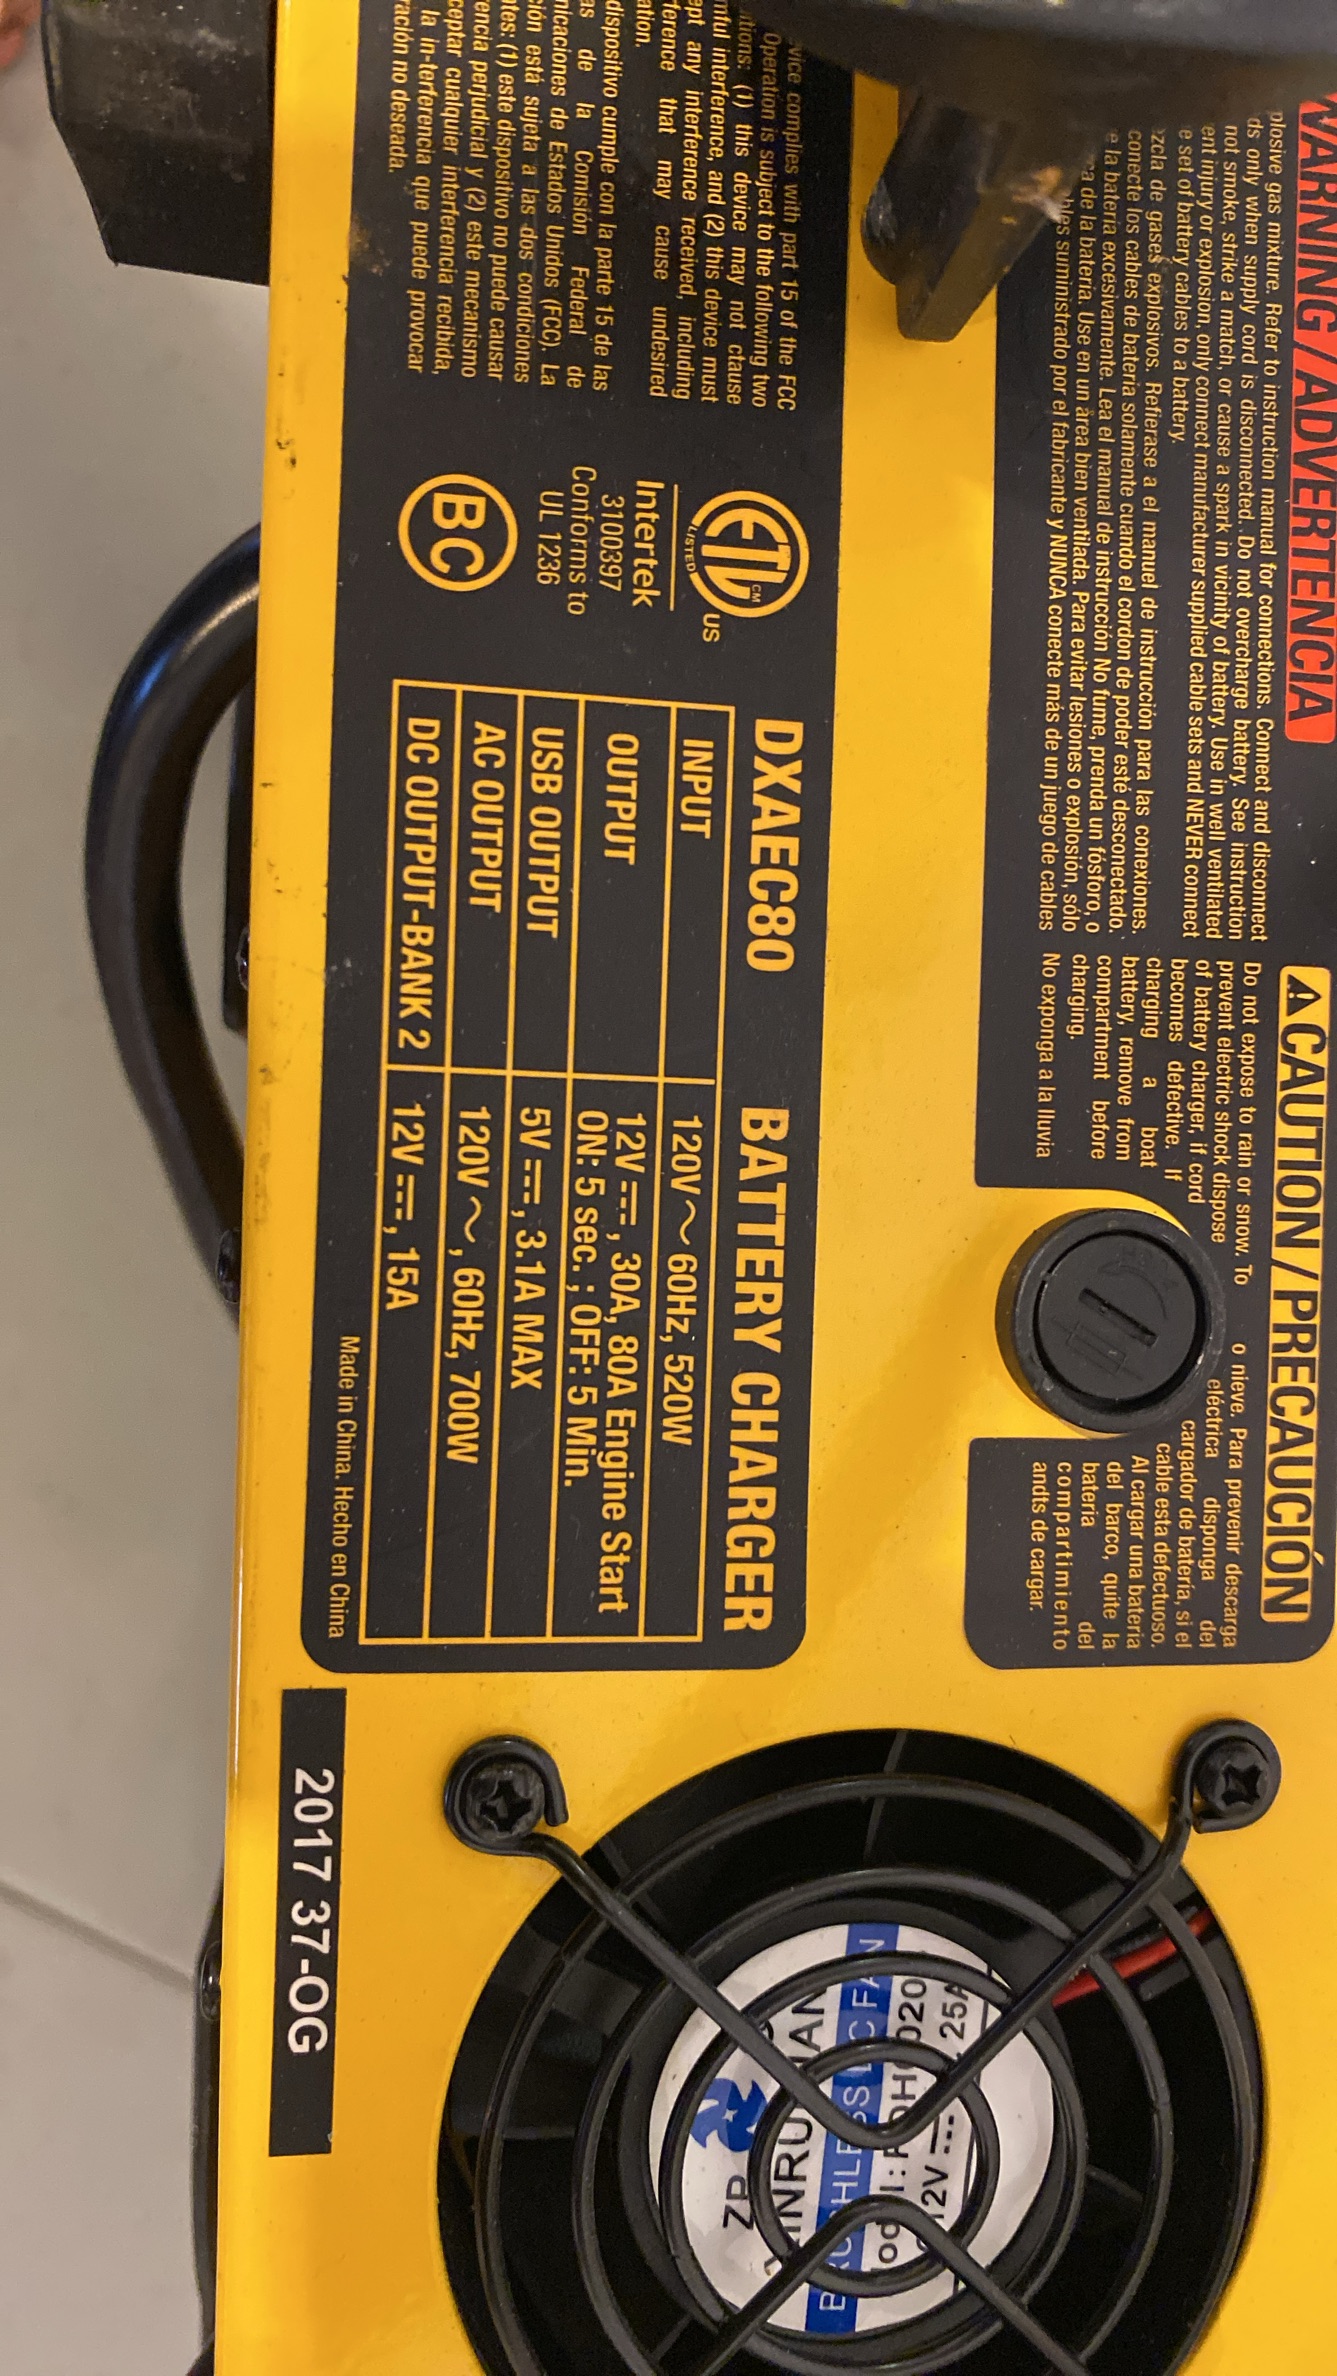 WARNING / ADVERTENCIA
plosive gas mixture. Refer to instruction manual for connections. Connect and disconnect
ds only when supply cord is disconnected. Do not overcharge battery. See instruction
not smoke, strike a match, or cause a spark in vicinity of battery. Use in well ventilated
ent injury or explosion, only connect manufacturer supplied cable sets and NEVER connect
e set of battery cables to a battery.
zcla de gases explosivos. Refiérase a el manuel de instrucción para las conexiones.
conecte los cables de batería solamente cuando el cordon de poder esté desconectado.
e la batería excesivamente. Lea el manual de instrucción No fume, prenda un fósforo, o
de la batería. Use en un área bien ventilada. Para evitar lesiones o explosión, sólo
suministrado por el fabricante y NUNCA conecte más de un juego de cables
CAUTION / PRECAUCIÓN
Do not expose to rain or snow. To
prevent electric shock dispose
of battery charger, if cord
becomes defective. If
charging a boat
battery, remove from
compartment before
charging.
No exponga a la lluvia
o nieve. Para prevenir descarga
eléctrica disponga del
cargador de batería, si el
cable esta defectuoso.
Al cargar una batería
del barco, quite la
batería del
compartimiento
andts de cargar.
vice complies with part 15 of the FCC
Operation is subject to the following two
itions: (1) this device may not ctause
mful interference, and (2) this device must
ept any interference received, including
ference that may cause undesired
ation.
dispositivo cumple con la parte 15 de las
as de la Comisión Federal de
nicaciones de Estados Unidos (FCC). La
ión está sujeta a las dos condiciones
tes: (1) este dispositivo no puede causar
rencia perjudicial y (2) este mecanismo
ceptar cualquier interferencia recibida,
la in-terferencia que puede provocar
ración no deseada.
ETL CM
LISTED
US
Intertek
3100397
Conforms to
UL 1236
BC
DXAEC80 BATTERY CHARGER
INPUT 120V～60Hz, 520W
OUTPUT 12V⎓, 30A, 80A Engine Start
ON: 5 sec. ; OFF: 5 Min.
USB OUTPUT 5V⎓, 3.1A MAX
AC OUTPUT 120V～, 60Hz, 700W
DC OUTPUT-BANK 2 12V⎓, 15A
Made in China. Hecho en China
2017 37-OG
ZP